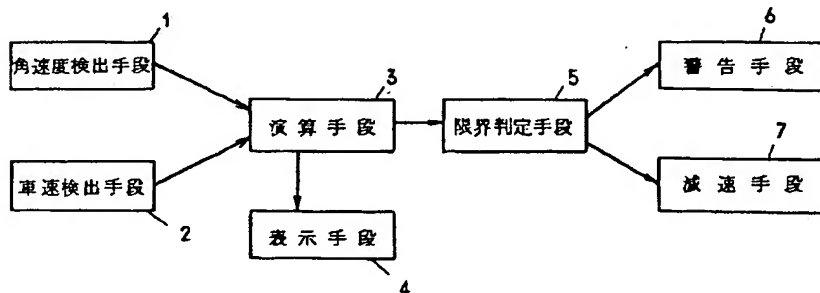 1
角速度検出手段
車速検出手段
2
3
演算手段
表示手段
4
5
限界判定手段
6
警告手段
7
減速手段